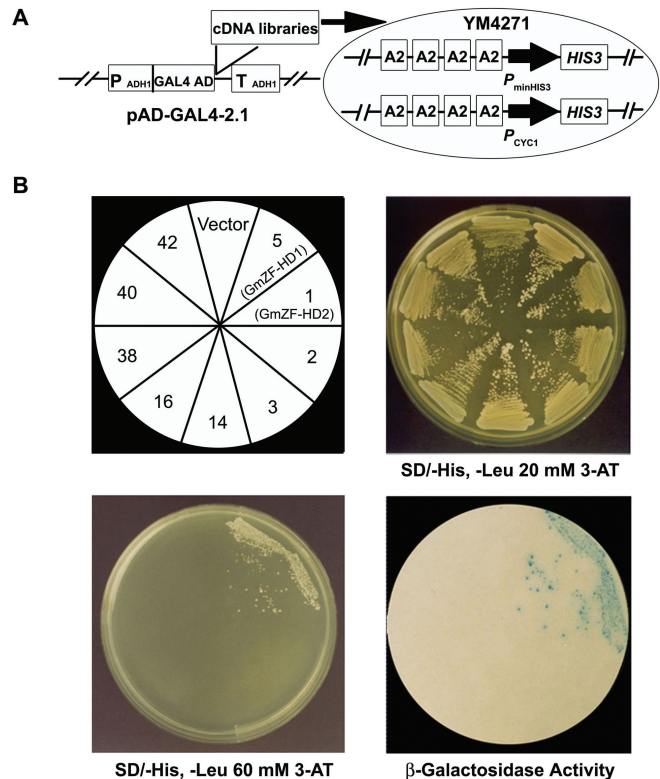 A
cDNA libraries
YM4271
P ADH1 GAL4 AD T ADH1
pAD-GAL4-2.1
A2 A2 A2 A2 HIS3
P minHIS3
A2 A2 A2 A2 HIS3
P CYC1
B
Vector
5
(GmZF-HD1)
1
(GmZF-HD2)
2
3
14
16
38
40
42
SD/-His, -Leu 20 mM 3-AT
SD/-His, -Leu 60 mM 3-AT
β-Galactosidase Activity